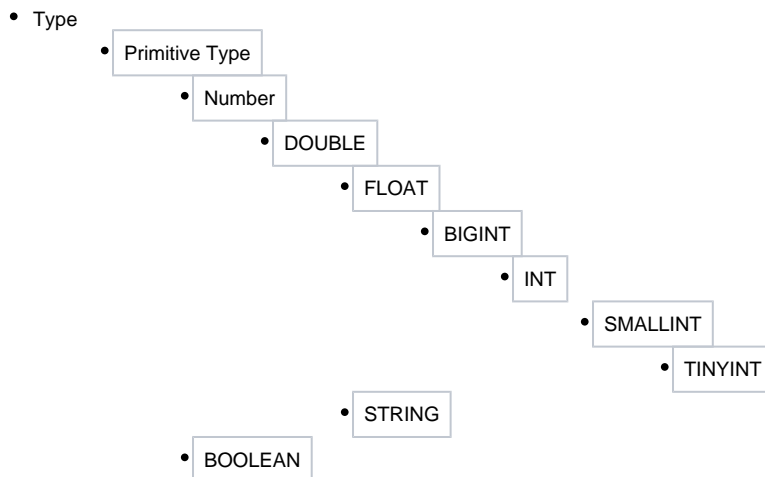 Type
Primitive Type
Number
DOUBLE
FLOAT
BIGINT
INT
SMALLINT
TINYINT
STRING
BOOLEAN